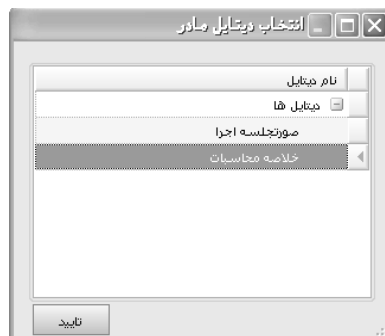 انتخاب دیتایل مادر
نام دیتایل
دیتایل ها
صورتجلسه اجرا
خلاصه محاسبات
تایید